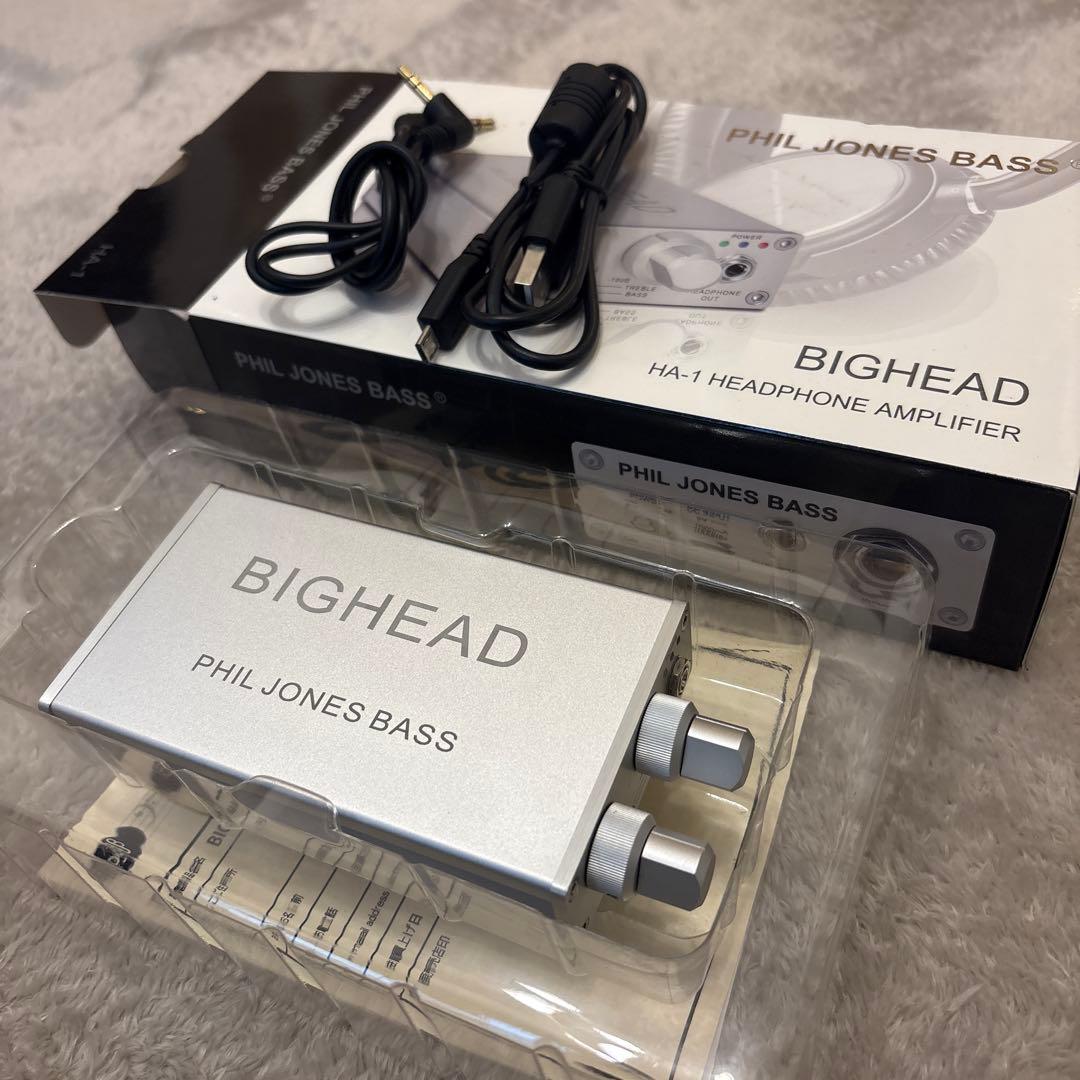 PHIL JONES BASS®
HA-1
PHIL JONES BASS
POWER
TREBLE
BASS
HEADPHONE
OUT
BIGHEAD
HA-1 HEADPHONE AMPLIFIER
PHIL JONES BASS®
PHIL JONES BASS
BIGHEAD
PHIL JONES BASS
email address